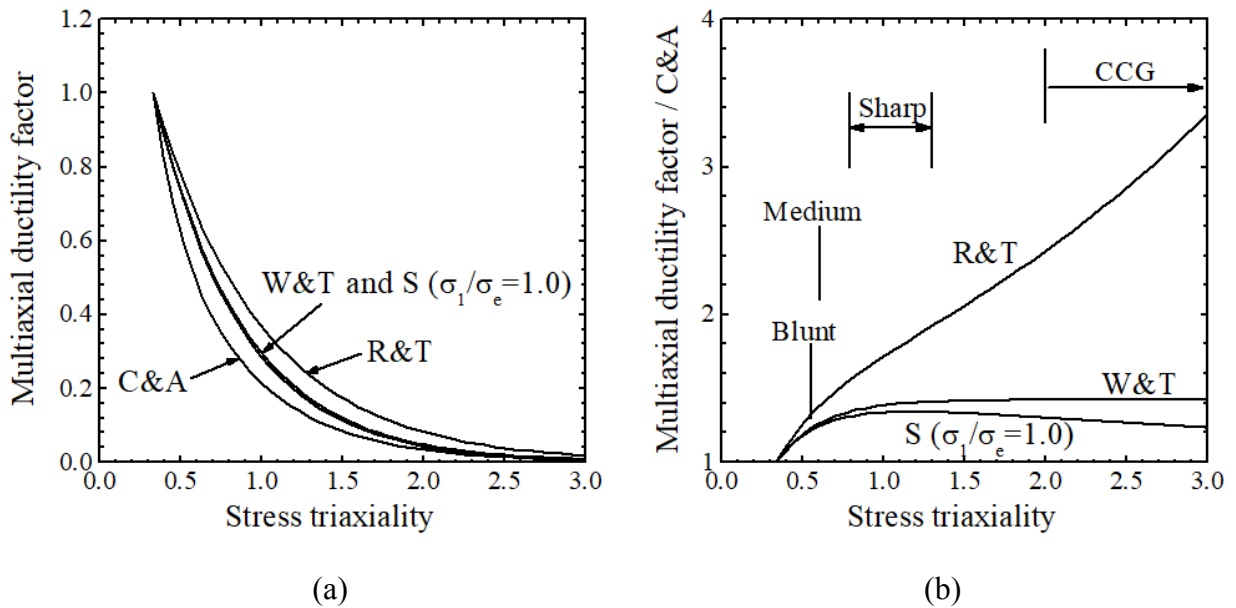 Multiaxial ductility factor
1.2
1.0
0.8
0.6
0.4
0.2
0.0
W&T and S (σ₁/σₑ=1.0)
R&T
C&A
0.0 0.5 1.0 1.5 2.0 2.5 3.0
Stress triaxiality
(a)
Multiaxial ductility factor / C&A
4
3
2
1
CCG
Sharp
Medium
R&T
Blunt
W&T
S (σ₁/σₑ=1.0)
0.0 0.5 1.0 1.5 2.0 2.5 3.0
Stress triaxiality
(b)